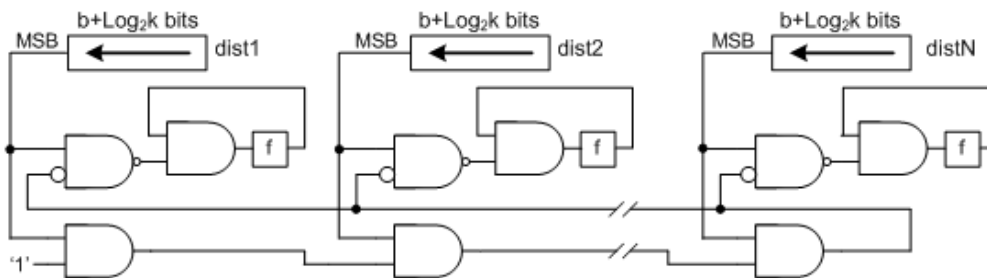 b+Log₂k bits b+Log₂k bits b+Log₂k bits
MSB dist1 MSB dist2 MSB distN
f f f
'1'